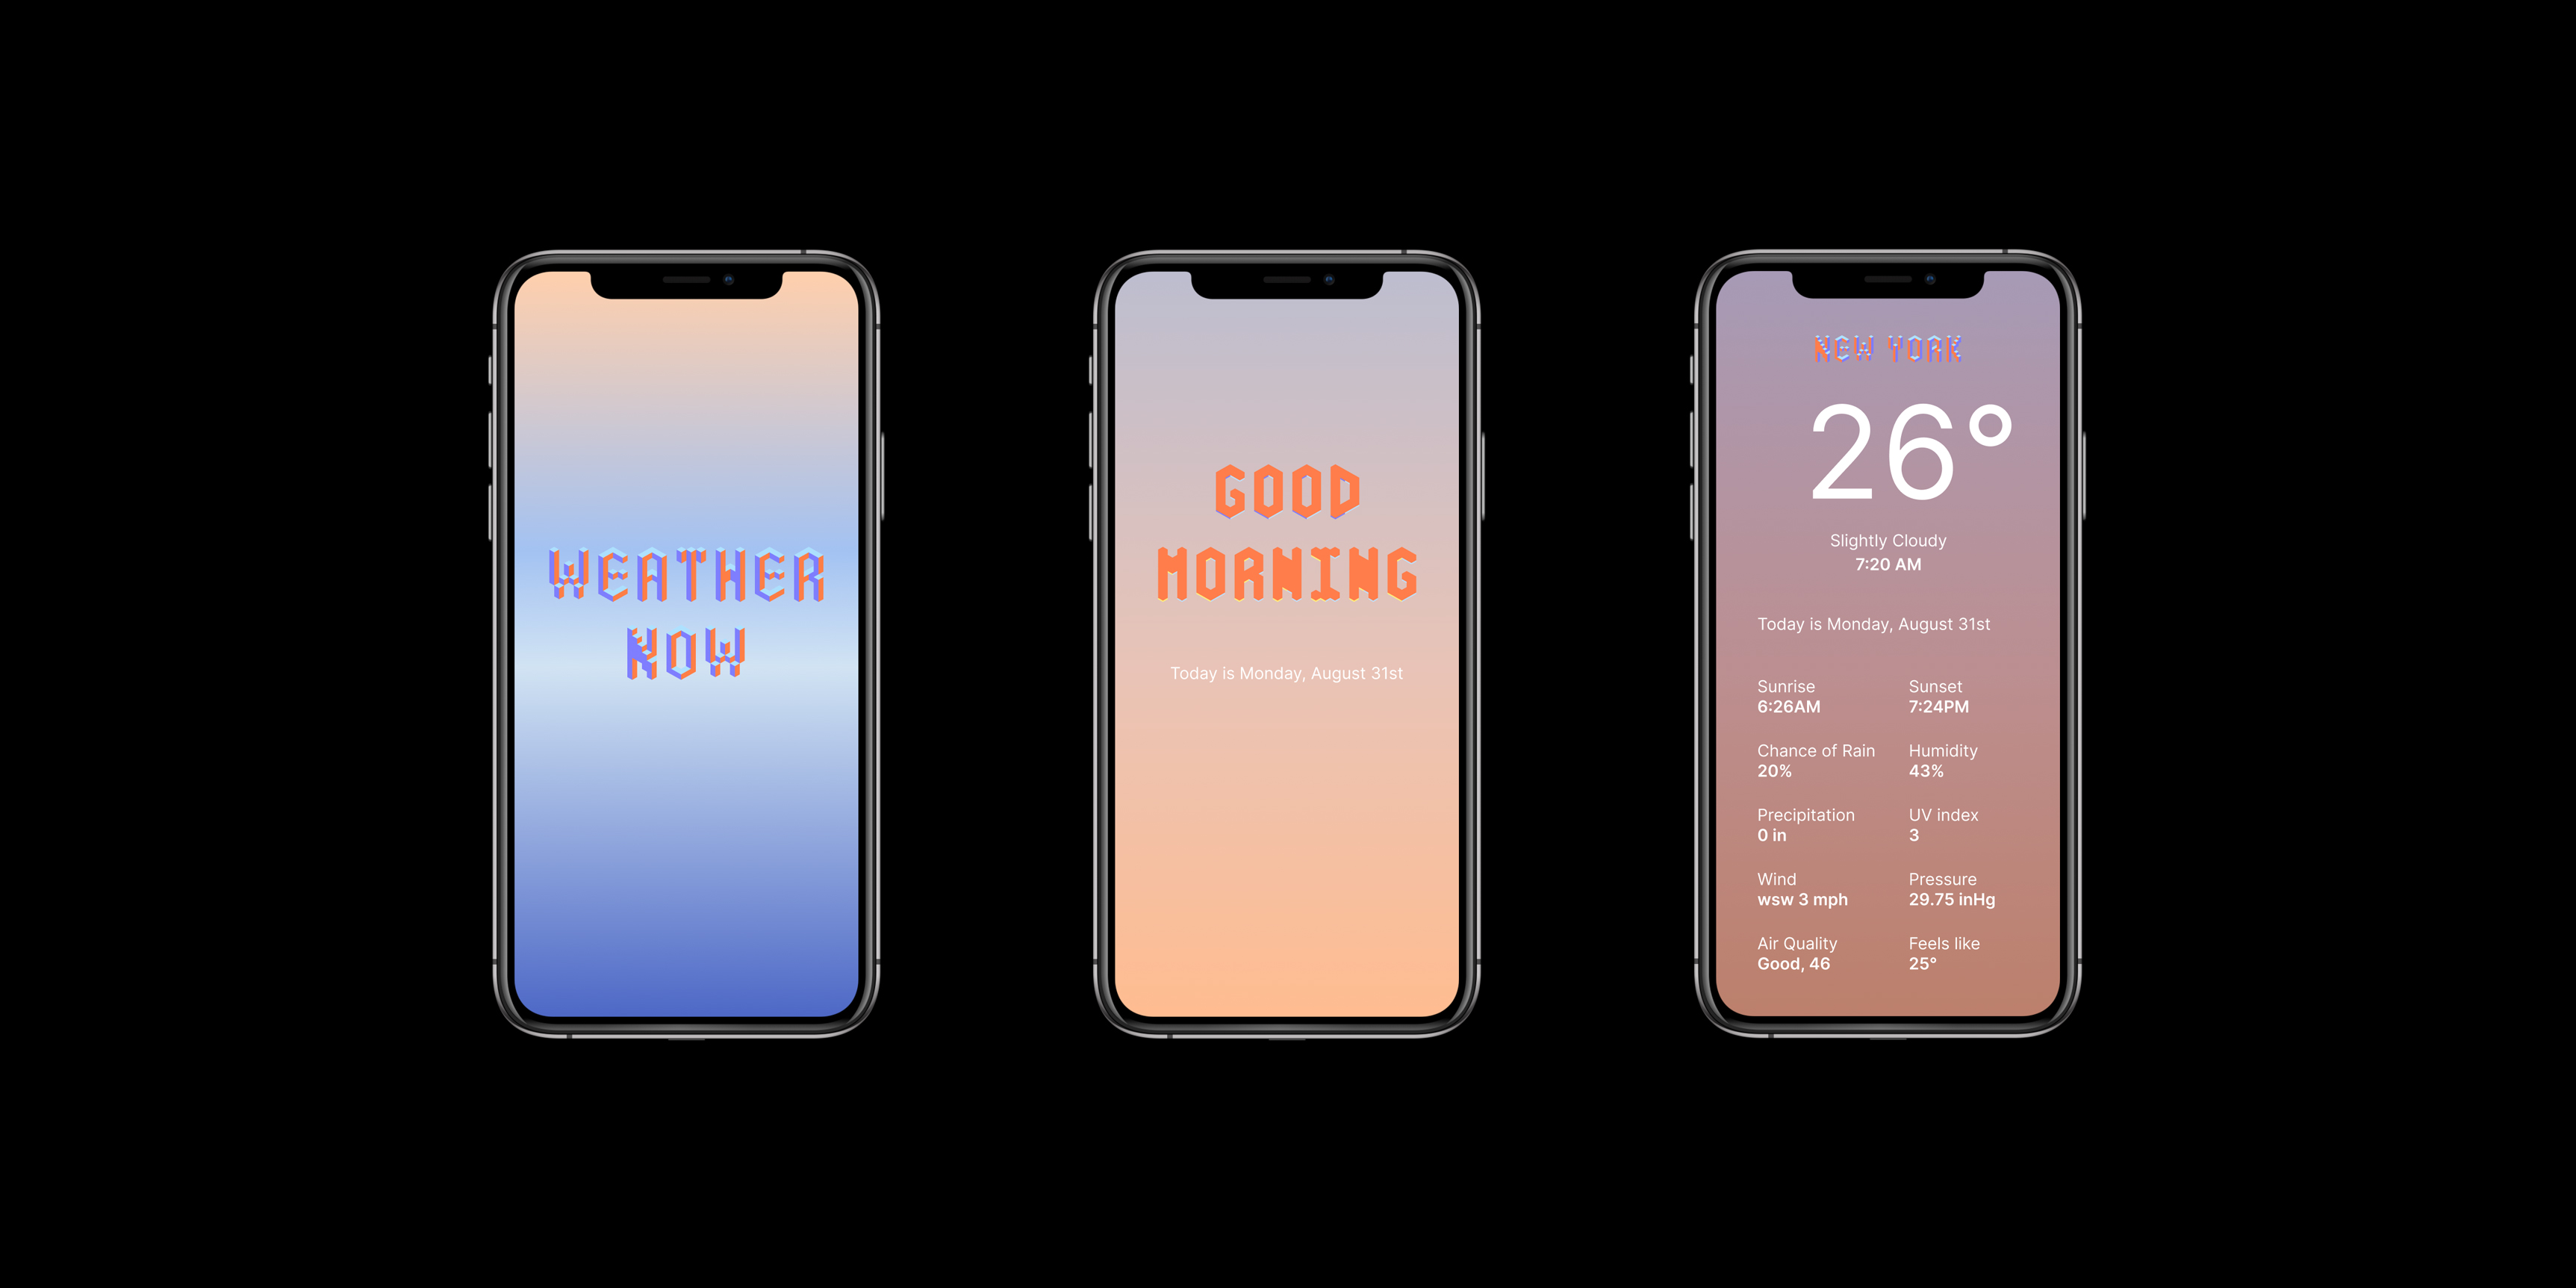 WEATHER
NOW
GOOD
MORNING
Today is Monday, August 31st
NEW YORK
26°
Slightly Cloudy
7:20 AM
Today is Monday, August 31st
Sunrise
6:26AM
Sunset
7:24PM
Chance of Rain
20%
Humidity
43%
Precipitation
0 in
UV index
3
Wind
wsw 3 mph
Pressure
29.75 inHg
Air Quality
Good, 46
Feels like
25°